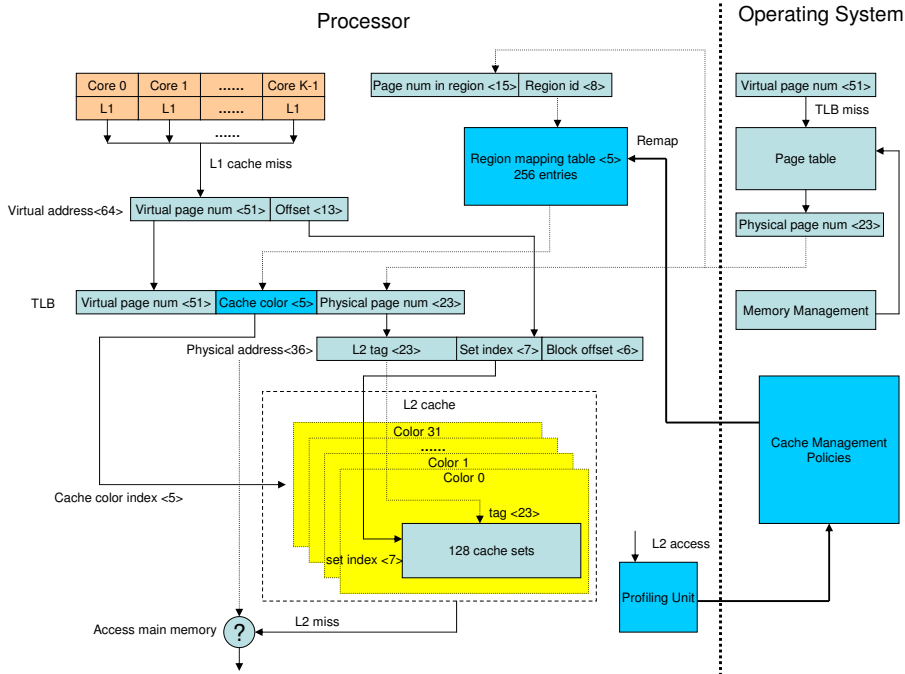 Processor
Operating System
Core 0 Core 1 ...... Core K-1
L1 L1 L1
......
L1 cache miss
Page num in region <15> Region id <8>
Virtual page num <51>
TLB miss
Region mapping table <5>
256 entries
Remap
Page table
Virtual address<64> Virtual page num <51> Offset <13>
Physical page num <23>
TLB Virtual page num <51> Cache color <5> Physical page num <23>
Memory Management
Physical address<36> L2 tag <23> Set index <7> Block offset <6>
L2 cache
Color 31
......
Color 1
Color 0
Cache Management
Policies
Cache color index <5>
tag <23>
128 cache sets
set index <7>
L2 access
Profiling Unit
Access main memory ? L2 miss